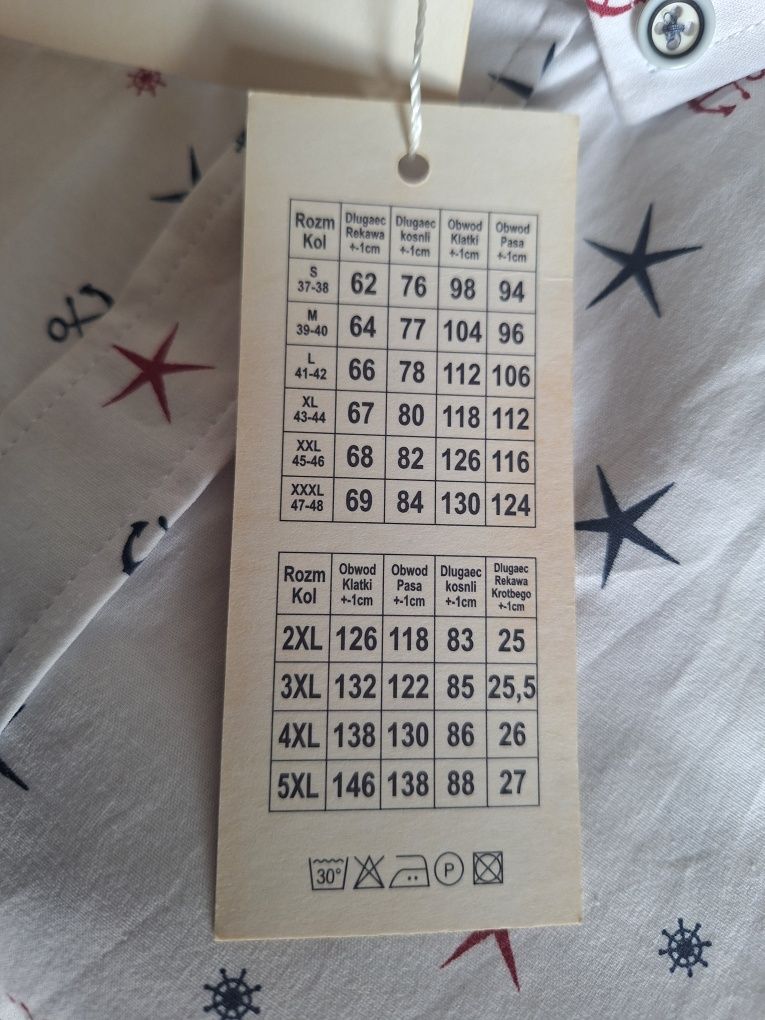 Rozm Kol Dlugaec Rekawa +-1cm Dlugaec kosnli +-1cm Obwod Klatki +-1cm Obwod Pasa +-1cm
S 37-38 62 76 98 94
M 39-40 64 77 104 96
L 41-42 66 78 112 106
XL 43-44 67 80 118 112
XXL 45-46 68 82 126 116
XXXL 47-48 69 84 130 124
Rozm Kol Obwod Klatki +-1cm Obwod Pasa +-1cm Dlugaec kosnli +-1cm Dlugaec Rekawa Krotbego +-1cm
2XL 126 118 83 25
3XL 132 122 85 25,5
4XL 138 130 86 26
5XL 146 138 88 27
30° P